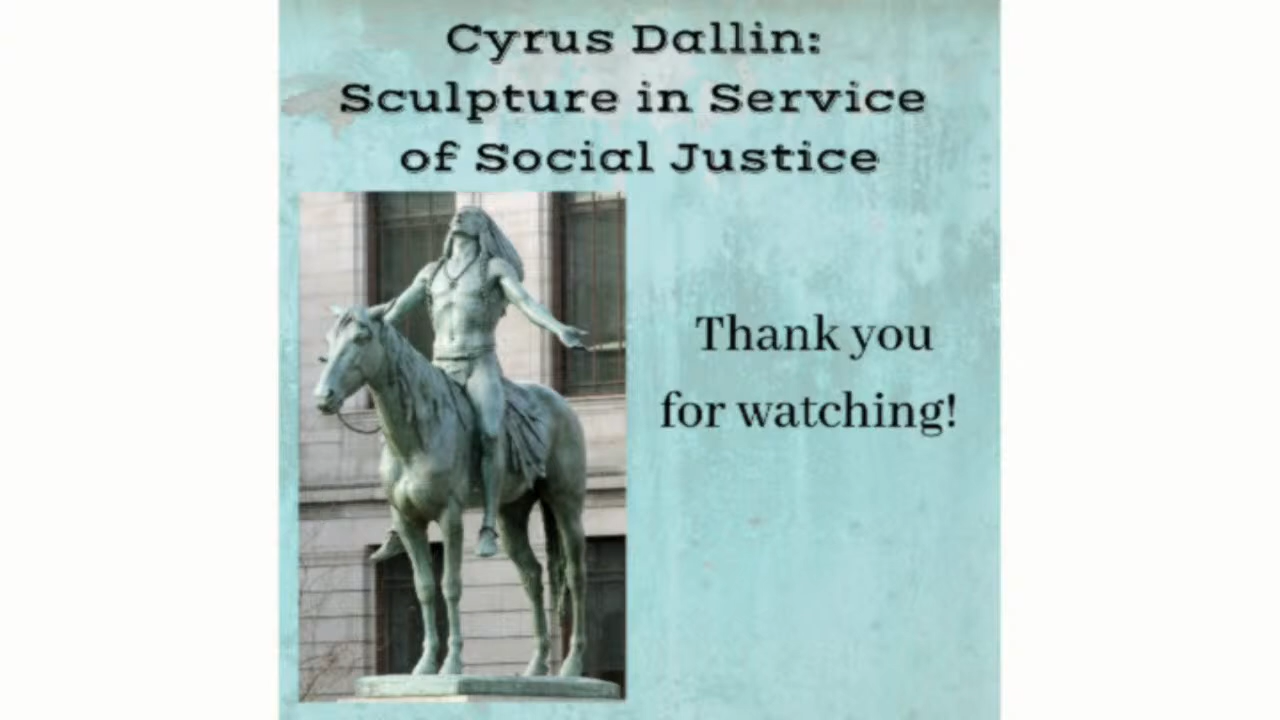 Cyrus Dallin:
Sculpture in Service
of Social Justice
Thank you
for watching!